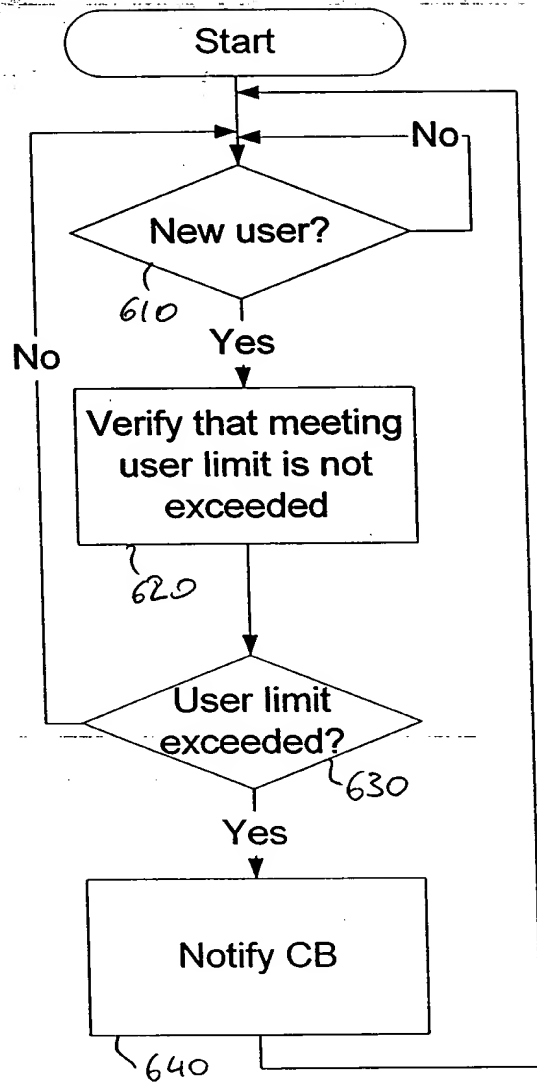 Start
No
New user?
610
Yes
No
Verify that meeting
user limit is not
exceeded
620
User limit
exceeded?
630
Yes
Notify CB
640